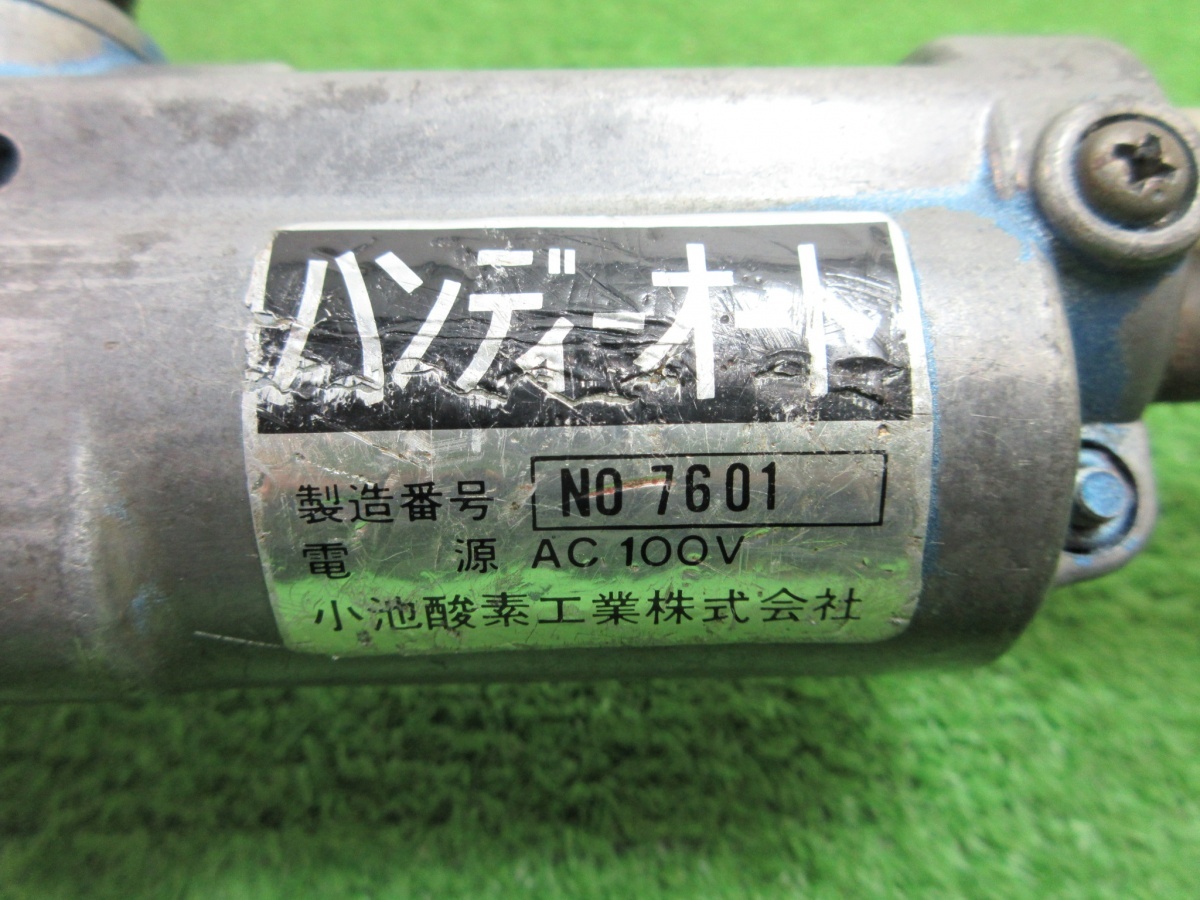 ハンディーオート
製造番号 NO 7601
電源 AC 100V
小池酸素工業株式会社